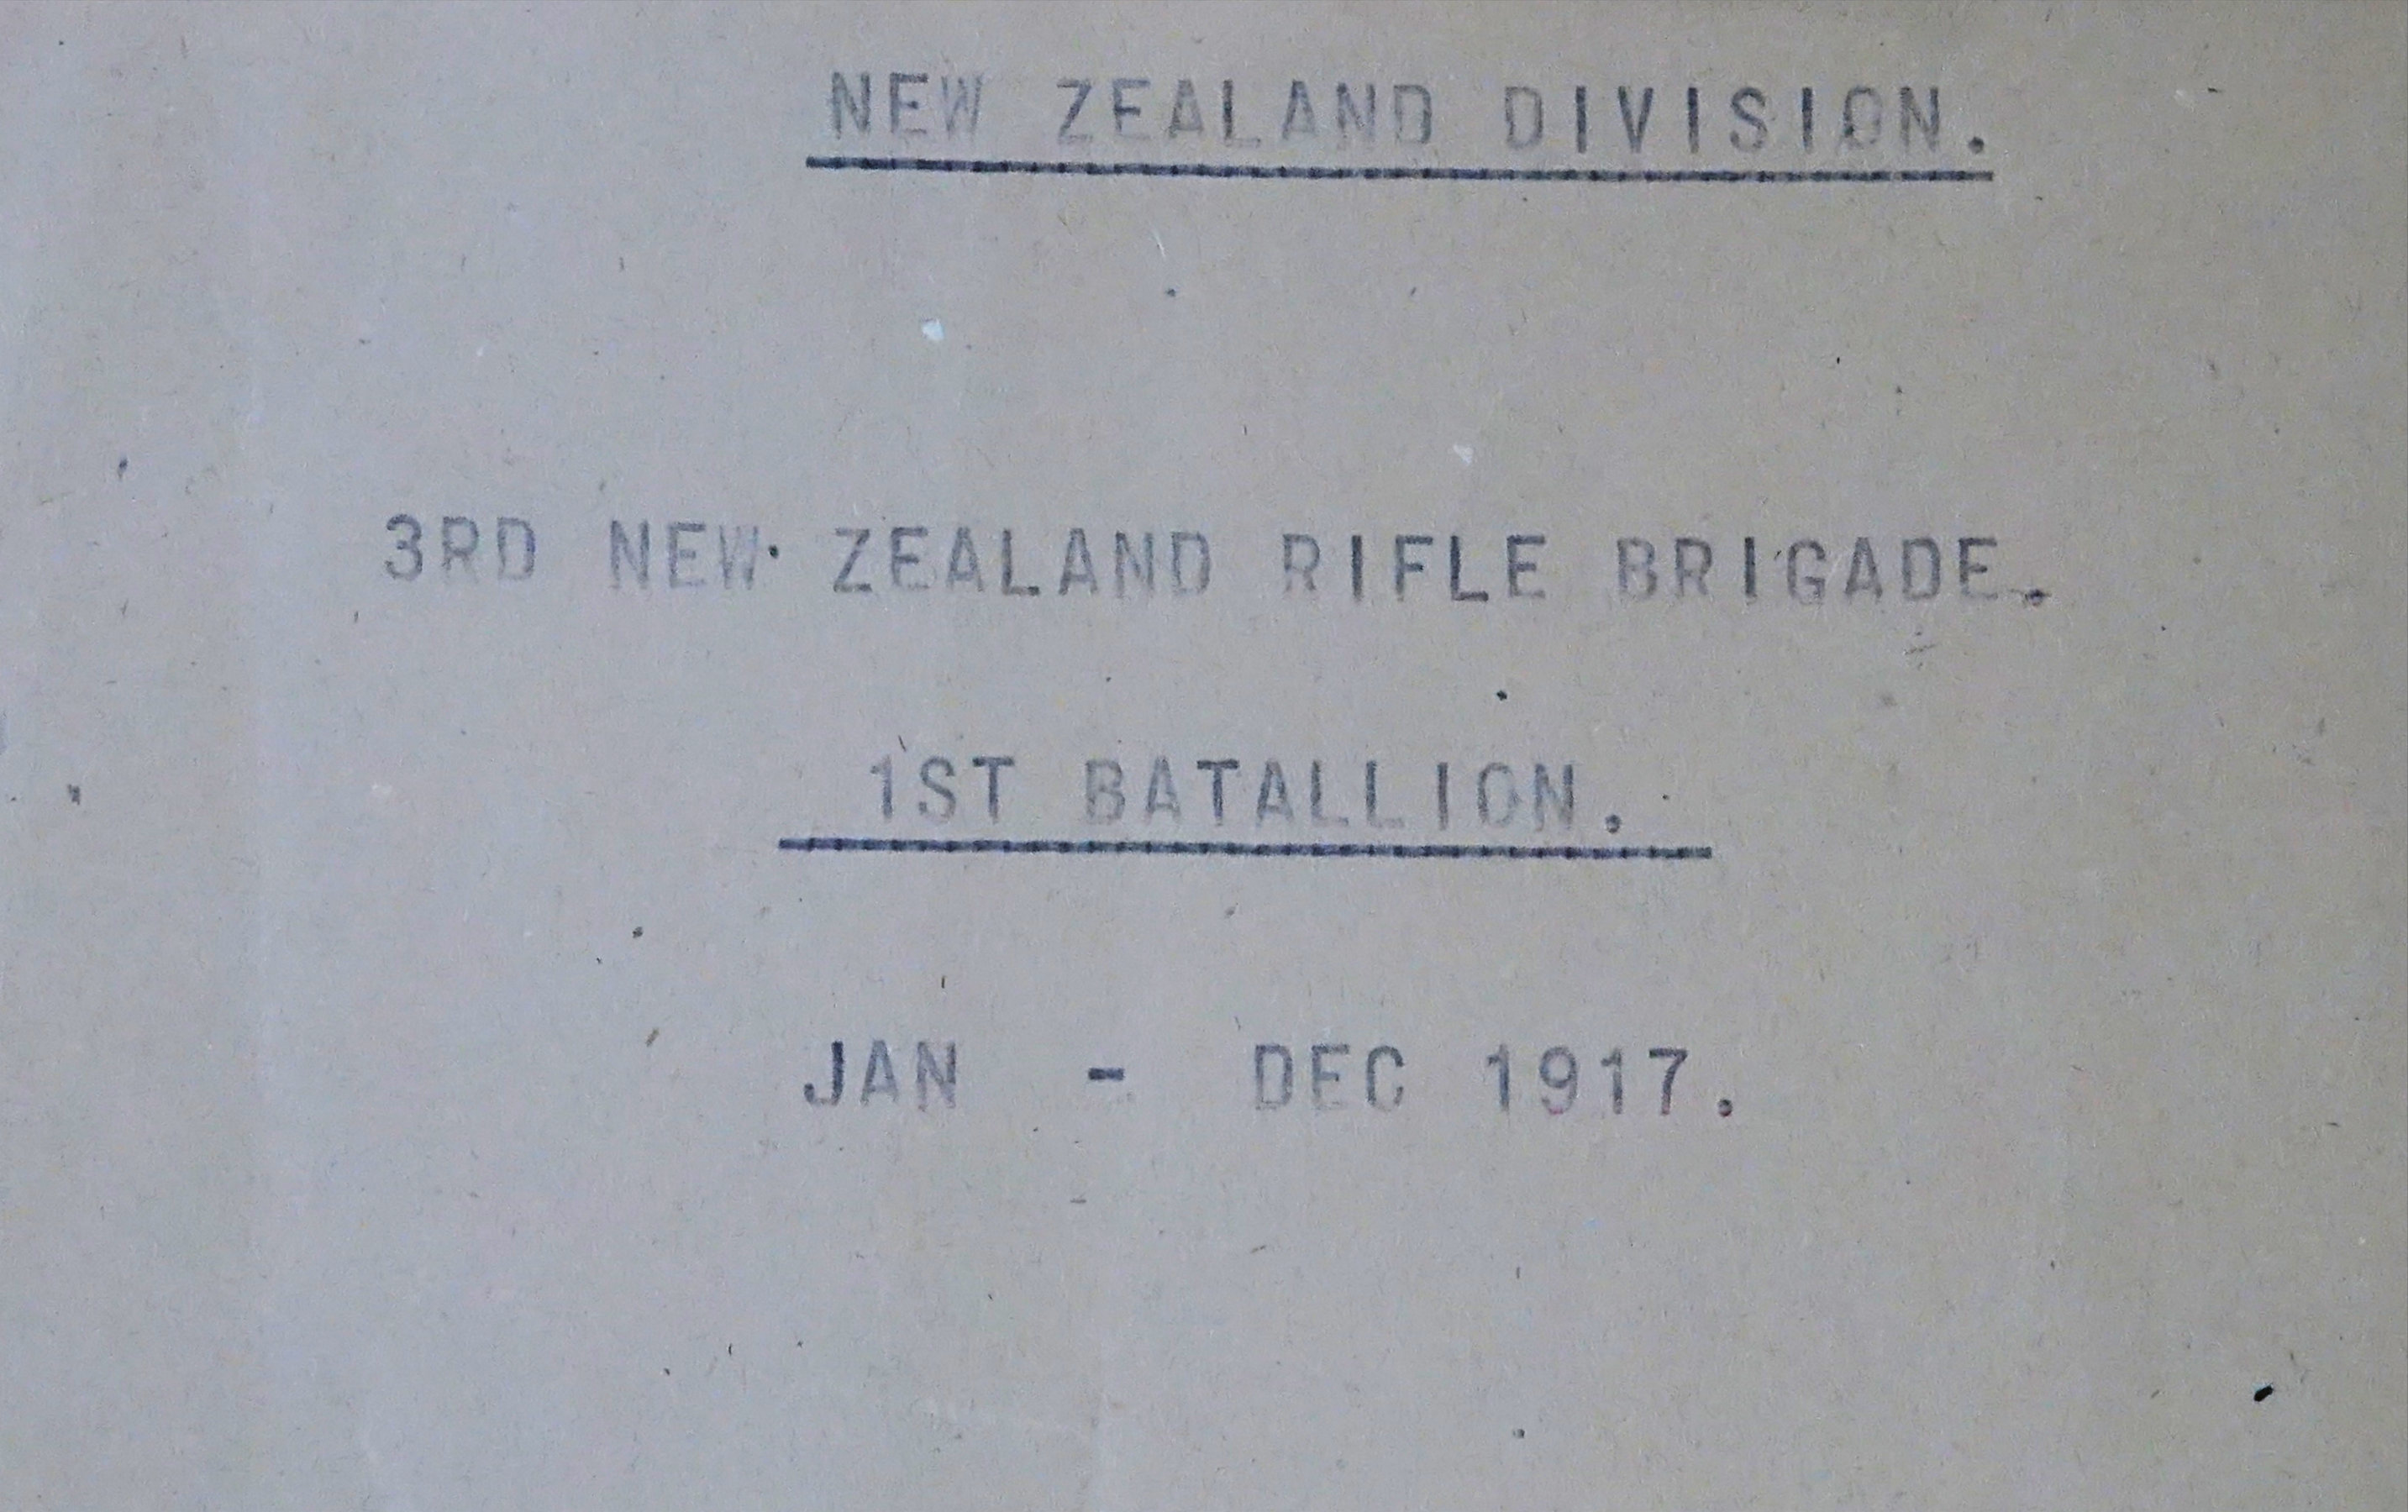 NEW ZEALAND DIVISION.
3RD NEW ZEALAND RIFLE BRIGADE.
1ST BATALLION.
JAN - DEC 1917.